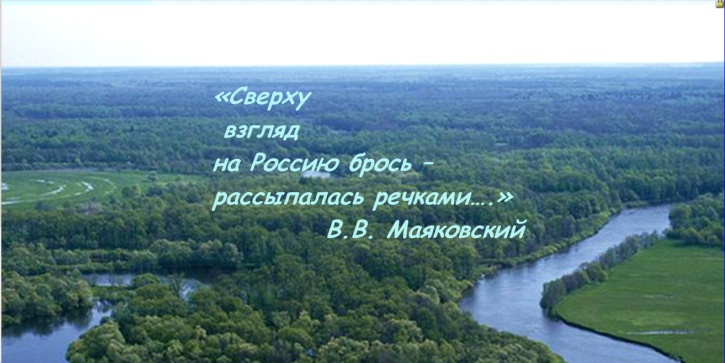 «Сверху
взгляд
на Россию брось –
рассыпалась речками….»
В.В. Маяковский